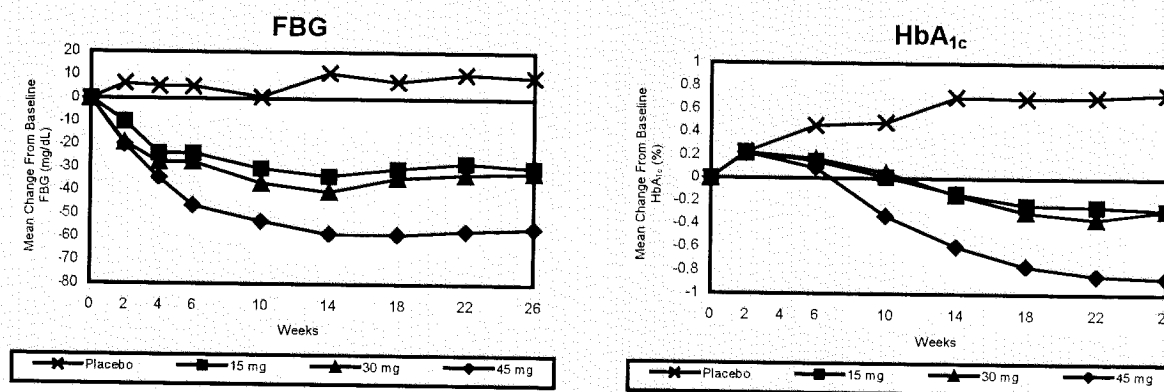 FBG
20
10
0
-10
-20
-30
-40
-50
-60
-70
-80
Mean Change From Baseline
FBG (mg/dL)
0 2 4 6 10 14 18 22 26
Weeks
Placebo 15 mg 30 mg 45 mg
HbA1c
1
0.8
0.6
0.4
0.2
0
-0.2
-0.4
-0.6
-0.8
-1
Mean Change From Baseline
HbA1c (%)
0 2 6 10 14 18 22 2
Weeks
Placebo 15 mg 30 mg 45 mg